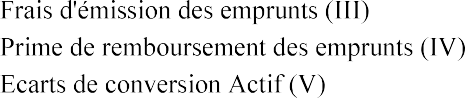 Frais d'émission des emprunts (III)
Prime de remboursement des emprunts (IV)
Ecarts de conversion Actif (V)